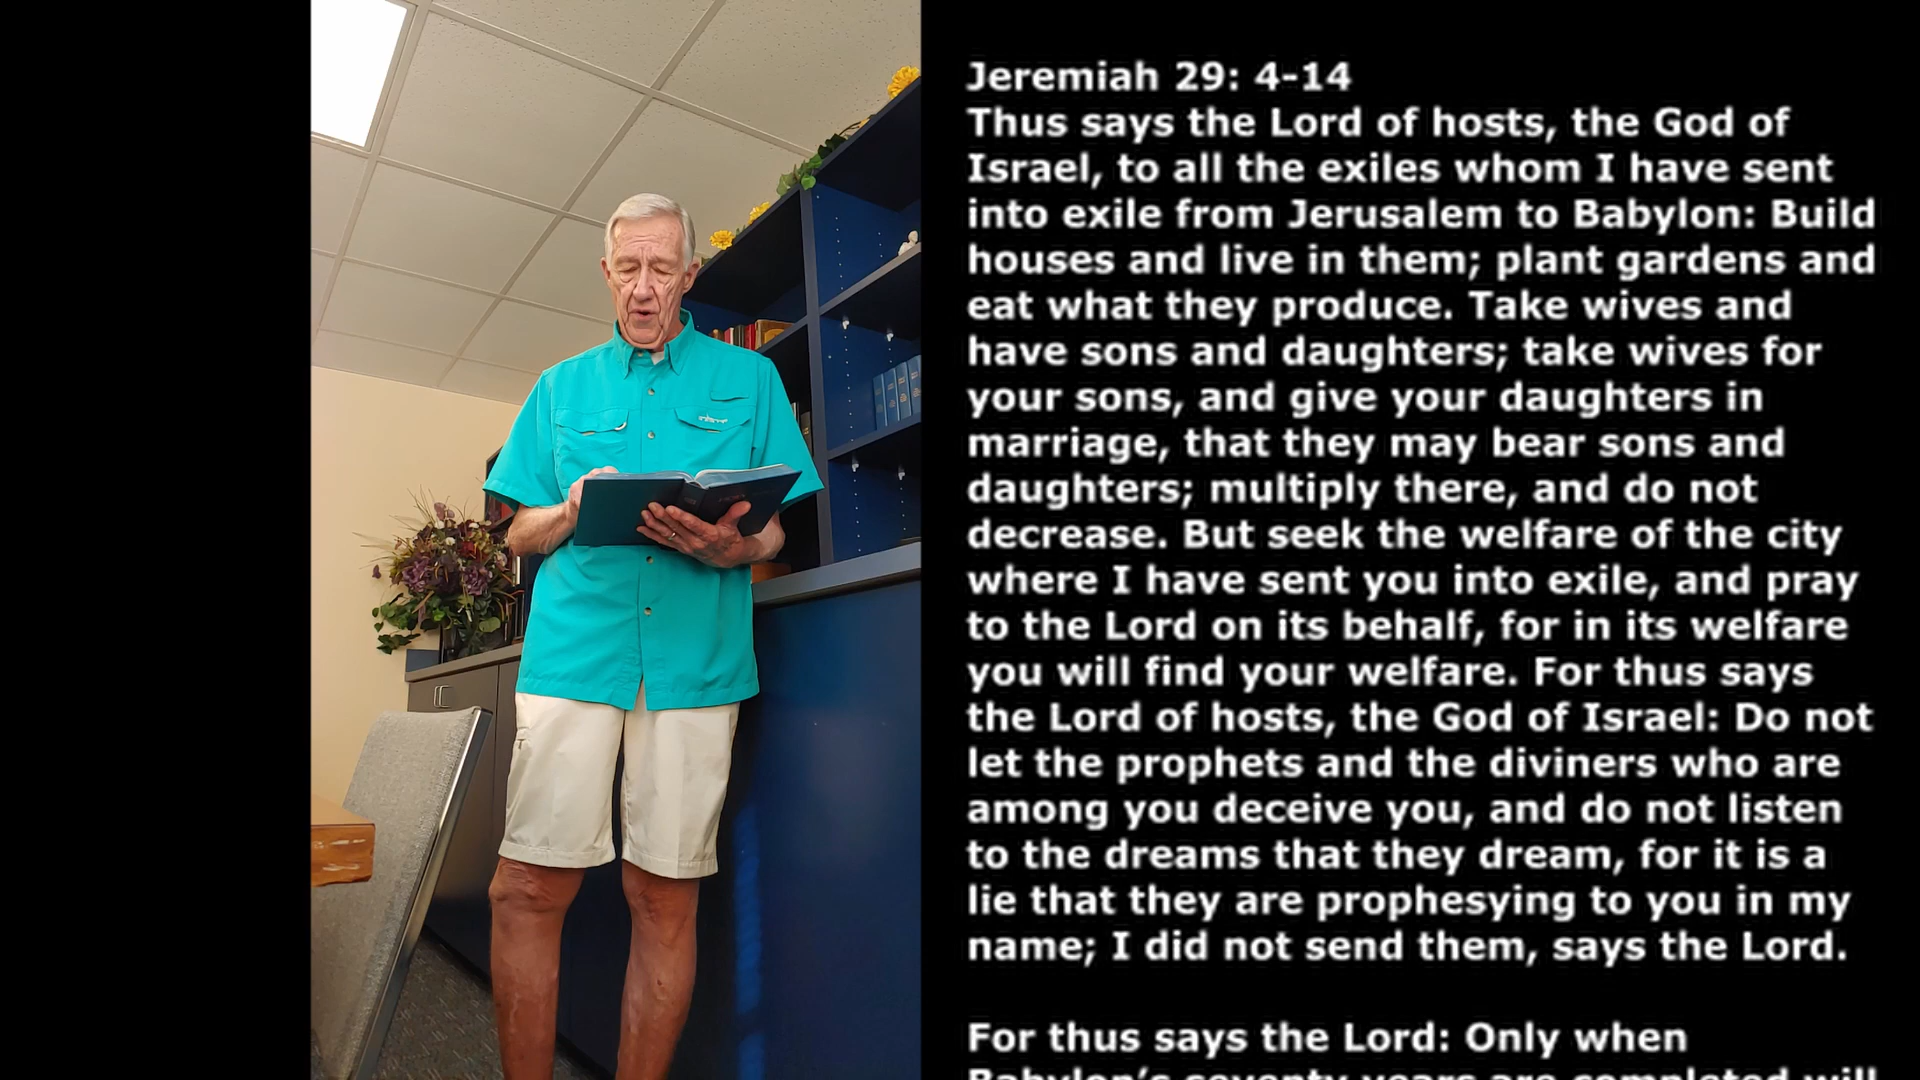 Jeremiah 29: 4-14
Thus says the Lord of hosts, the God of
Israel, to all the exiles whom I have sent
into exile from Jerusalem to Babylon: Build
houses and live in them; plant gardens and
eat what they produce. Take wives and
have sons and daughters; take wives for
your sons, and give your daughters in
marriage, that they may bear sons and
daughters; multiply there, and do not
decrease. But seek the welfare of the city
where I have sent you into exile, and pray
to the Lord on its behalf, for in its welfare
you will find your welfare. For thus says
the Lord of hosts, the God of Israel: Do not
let the prophets and the diviners who are
among you deceive you, and do not listen
to the dreams that they dream, for it is a
lie that they are prophesying to you in my
name; I did not send them, says the Lord.
For thus says the Lord: Only when
Babylon's seventy years are completed will